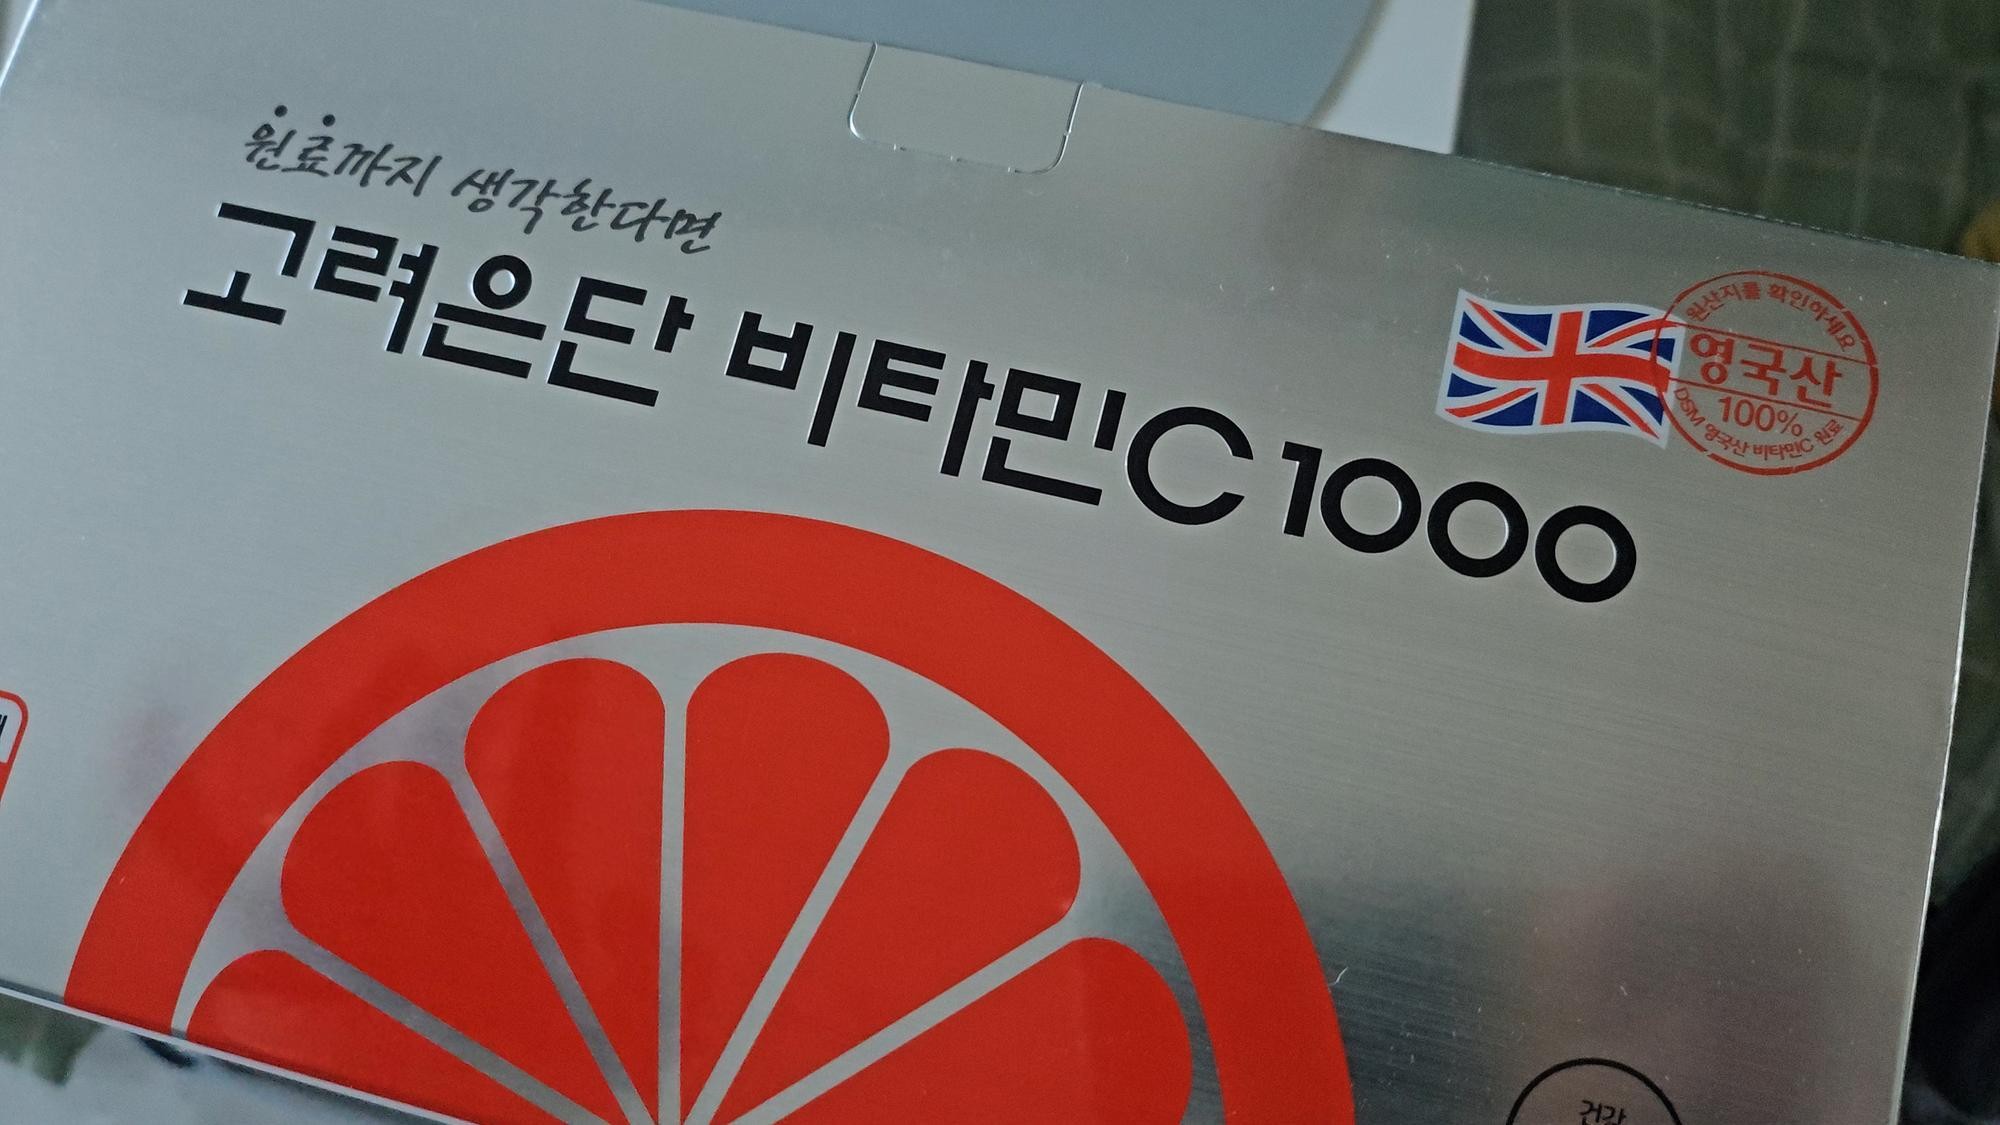 원료까지 생각한다면
고려은단 비타민C 1000
원산지를 확인하세요
영국산
100%
DSM 영국산 비타민C 원료
건강